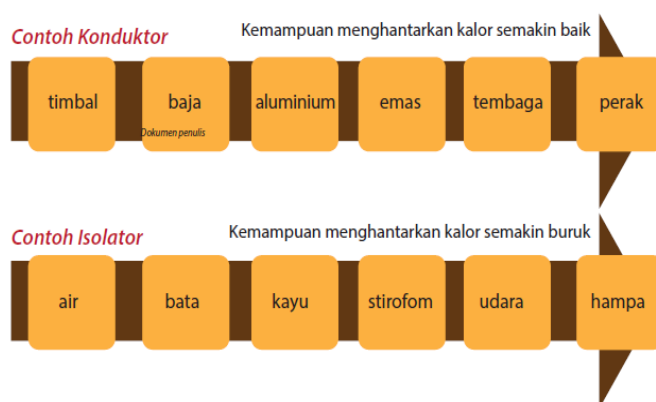 Contoh Konduktor
Kemampuan menghantarkan kalor semakin baik
timbal
baja
aluminium
emas
tembaga
perak
Dokumen penulis
Contoh Isolator
Kemampuan menghantarkan kalor semakin buruk
air
bata
kayu
stirofom
udara
hampa